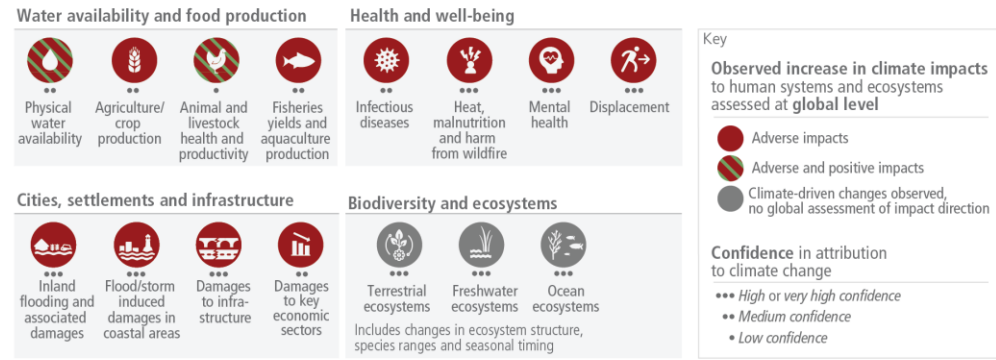 Water availability and food production
Physical
water
availability
Agriculture/
crop
production
Animal and
livestock
health and
productivity
Fisheries
yields and
aquaculture
production
Health and well-being
Infectious
diseases
Heat,
malnutrition
and harm
from wildfire
Mental
health
Displacement
Cities, settlements and infrastructure
Inland
flooding and
associated
damages
Flood/storm
induced
damages in
coastal areas
Damages
to infra-
structure
Damages
to key
economic
sectors
Biodiversity and ecosystems
Terrestrial
ecosystems
Freshwater
ecosystems
Ocean
ecosystems
Includes changes in ecosystem structure,
species ranges and seasonal timing
Key
Observed increase in climate impacts
to human systems and ecosystems
assessed at global level
Adverse impacts
Adverse and positive impacts
Climate-driven changes observed,
no global assessment of impact direction
Confidence in attribution
to climate change
••• High or very high confidence
•• Medium confidence
• Low confidence